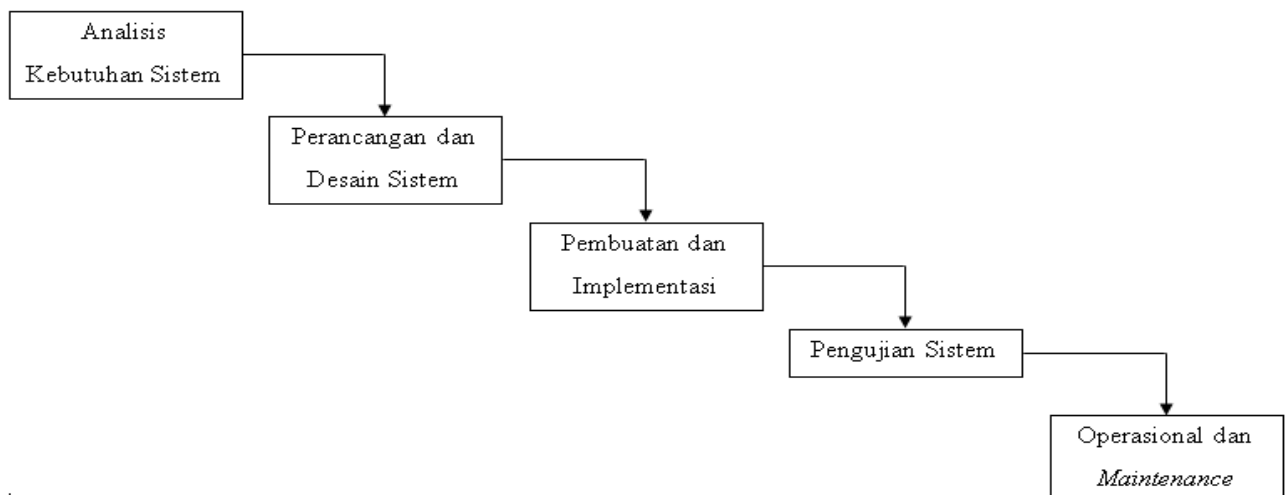 Analisis
Kebutuhan Sistem
Perancangan dan
Desain Sistem
Pembuatan dan
Implementasi
Pengujian Sistem
Operasional dan
Maintenance